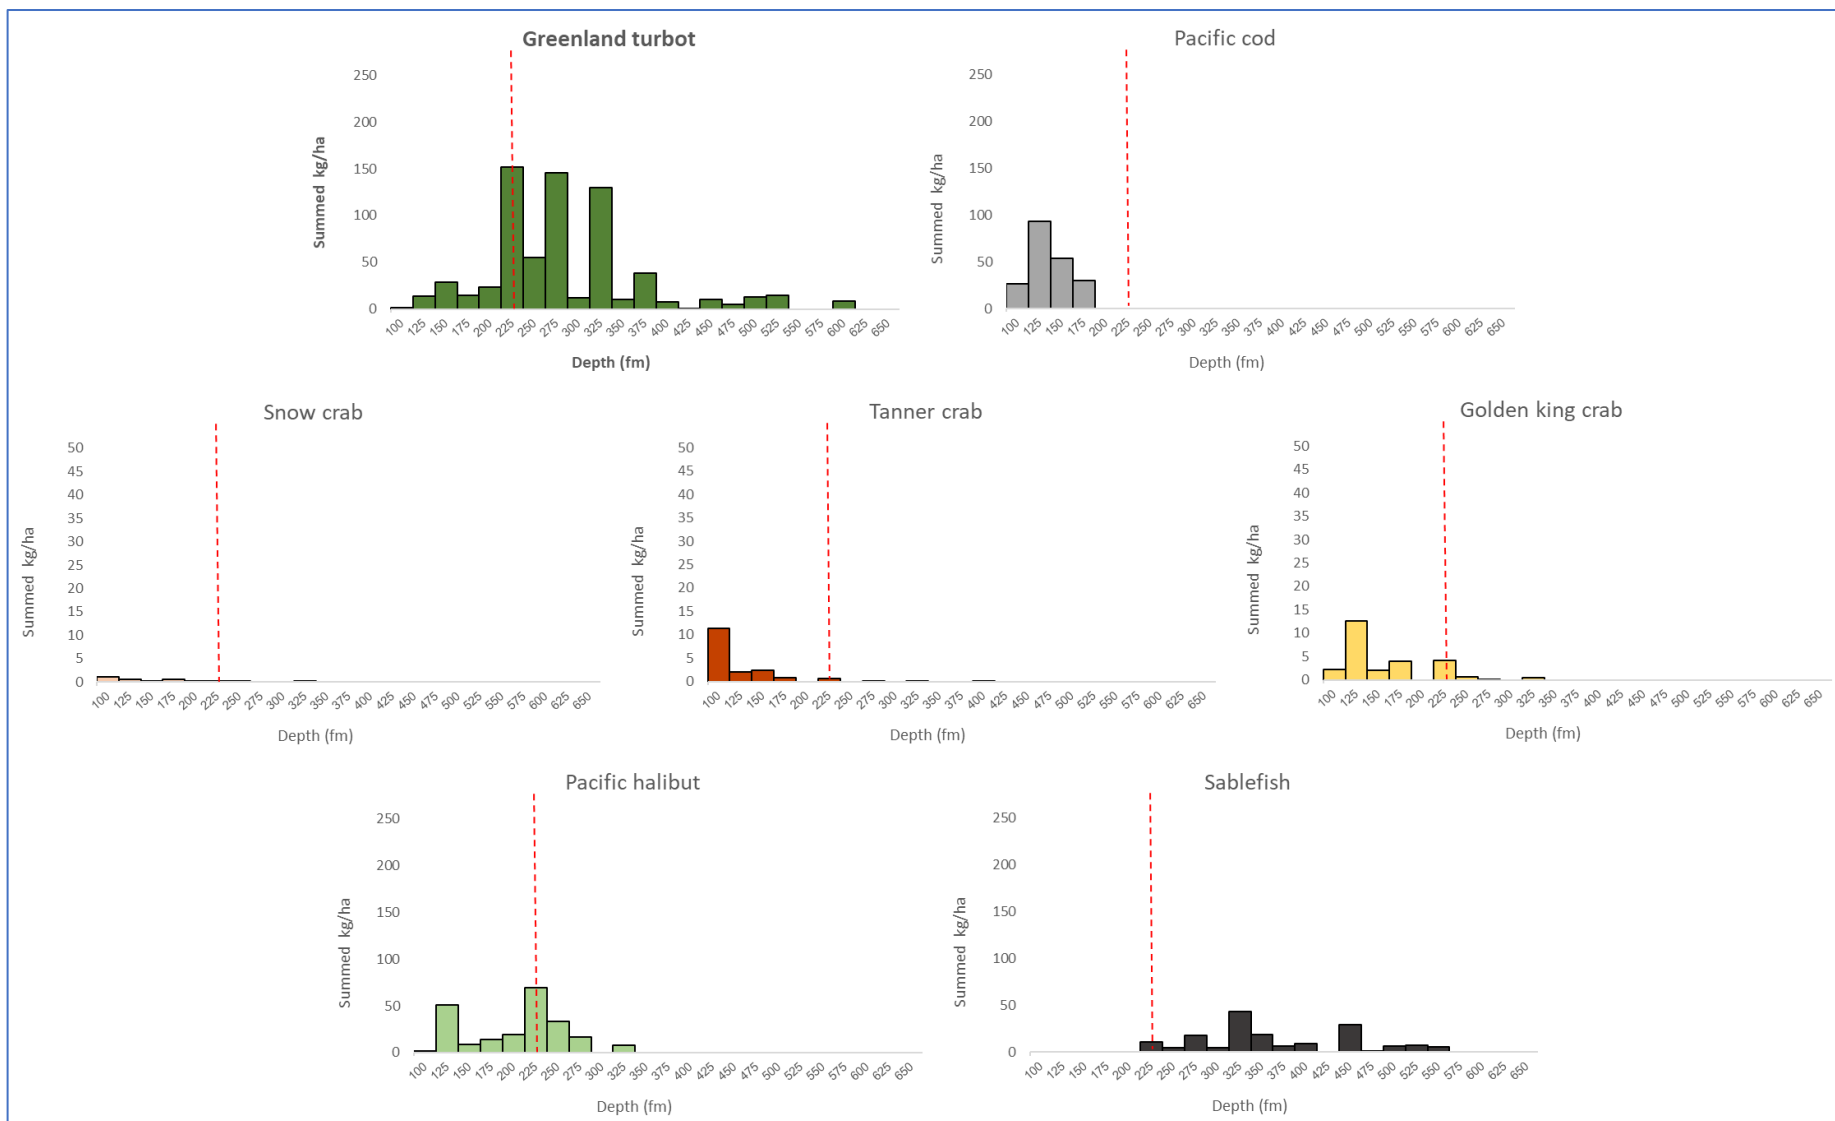 Greenland turbot
Summed kg/ha
250
200
150
100
50
0
100 125 150 175 200 225 250 275 300 325 350 375 400 425 450 475 500 525 550 575 600 625 650
Depth (fm)
Pacific cod
Summed kg/ha
250
200
150
100
50
0
100 125 150 175 200 225 250 275 300 325 350 375 400 425 450 475 500 525 550 575 600 625 650
Depth (fm)
Snow crab
Summed kg/ha
50
45
40
35
30
25
20
15
10
5
0
100 125 150 175 200 225 250 275 300 325 350 375 400 425 450 475 500 525 550 575 600 625 650
Depth (fm)
Tanner crab
Summed kg/ha
50
45
40
35
30
25
20
15
10
5
0
100 125 150 175 200 225 250 275 300 325 350 375 400 425 450 475 500 525 550 575 600 625 650
Depth (fm)
Golden king crab
Summed kg/ha
50
45
40
35
30
25
20
15
10
5
0
100 125 150 175 200 225 250 275 300 325 350 375 400 425 450 475 500 525 550 575 600 625 650
Depth (fm)
Pacific halibut
Summed kg/ha
250
200
150
100
50
0
100 125 150 175 200 225 250 275 300 325 350 375 400 425 450 475 500 525 550 575 600 625 650
Depth (fm)
Sablefish
Summed kg/ha
250
200
150
100
50
0
100 125 150 175 200 225 250 275 300 325 350 375 400 425 450 475 500 525 550 575 600 625 650
Depth (fm)